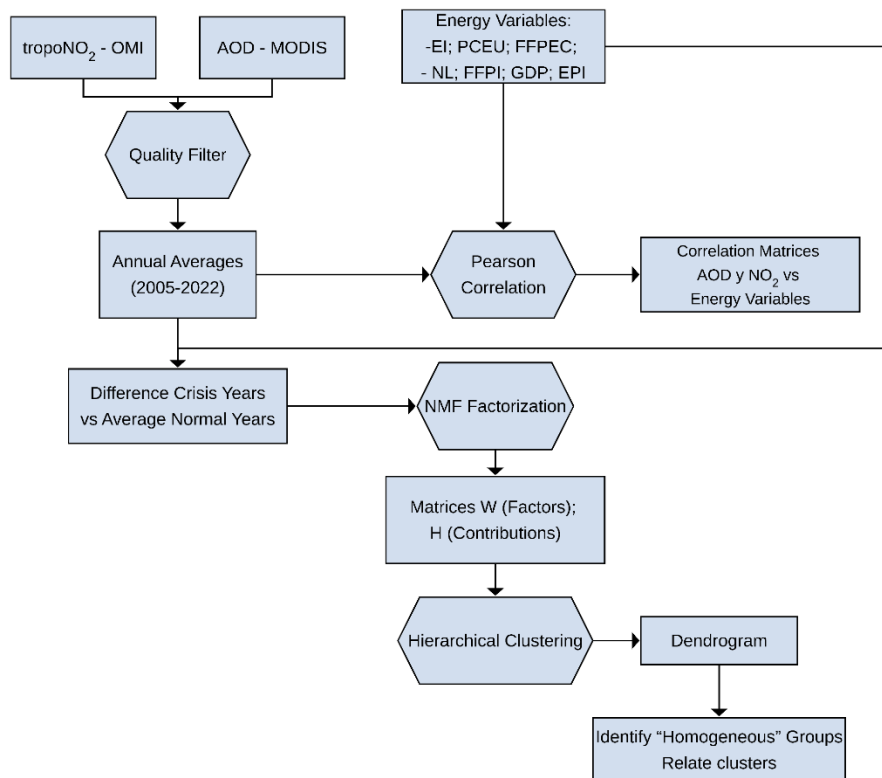 tropoNO₂ - OMI
AOD - MODIS
Energy Variables:
-EI; PCEU; FFPEC;
- NL; FFPI; GDP; EPI
Quality Filter
Annual Averages
(2005-2022)
Pearson
Correlation
Correlation Matrices
AOD y NO₂ vs
Energy Variables
Difference Crisis Years
vs Average Normal Years
NMF Factorization
Matrices W (Factors);
H (Contributions)
Hierarchical Clustering
Dendrogram
Identify “Homogeneous” Groups
Relate clusters